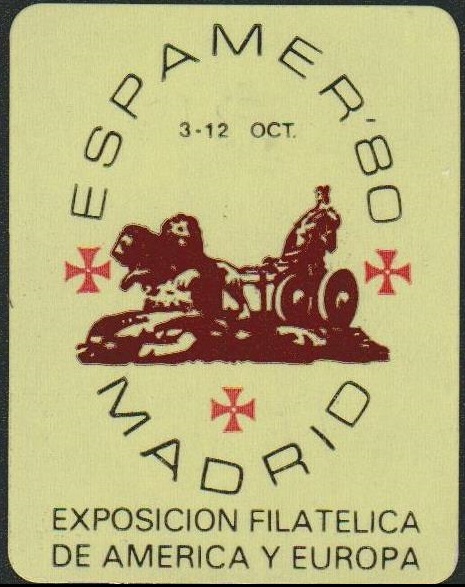 ESPAMER'80
3-12 OCT.
MADRID
EXPOSICION FILATELICA
DE AMERICA Y EUROPA